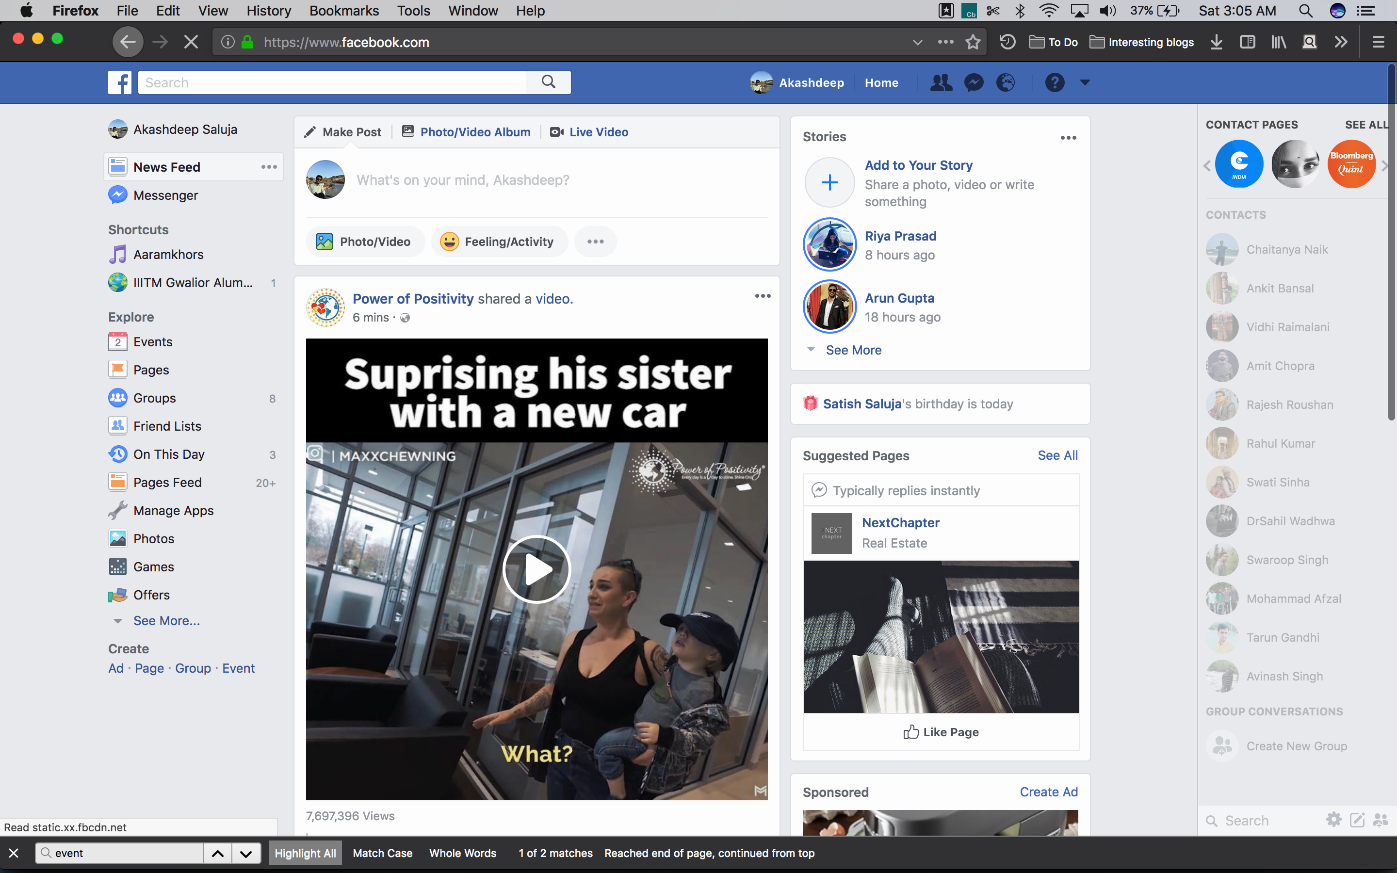 Firefox File Edit View History Bookmarks Tools Window Help
37% Sat 3:05 AM
https://www.facebook.com
To Do Interesting blogs
Search
Akashdeep Home
Akashdeep Saluja
News Feed
Messenger
Shortcuts
Aaramkhors
IIITM Gwalior Alum... 1
Explore
2 Events
Pages
Groups 8
Friend Lists
On This Day 3
Pages Feed 20+
Manage Apps
Photos
Games
Offers
See More...
Create
Ad · Page · Group · Event
Make Post Photo/Video Album Live Video
What's on your mind, Akashdeep?
Photo/Video Feeling/Activity
Power of Positivity shared a video.
6 mins ·
Suprising his sister
with a new car
| MAXXCHEWNING
Power of Positivity
What?
7,697,396 Views
Stories
Add to Your Story
Share a photo, video or write
something
Riya Prasad
8 hours ago
Arun Gupta
18 hours ago
See More
Satish Saluja's birthday is today
Suggested Pages See All
Typically replies instantly
NEXT
chapter
NextChapter
Real Estate
Like Page
Sponsored Create Ad
CONTACT PAGES SEE ALL
INDIA
Bloomberg
Quint
CONTACTS
Chaitanya Naik
Ankit Bansal
Vidhi Raimalani
Amit Chopra
Rajesh Roushan
Rahul Kumar
Swati Sinha
DrSahil Wadhwa
Swaroop Singh
Mohammad Afzal
Tarun Gandhi
Avinash Singh
GROUP CONVERSATIONS
Create New Group
Search
Read static.xx.fbcdn.net
event Highlight All Match Case Whole Words 1 of 2 matches Reached end of page, continued from top